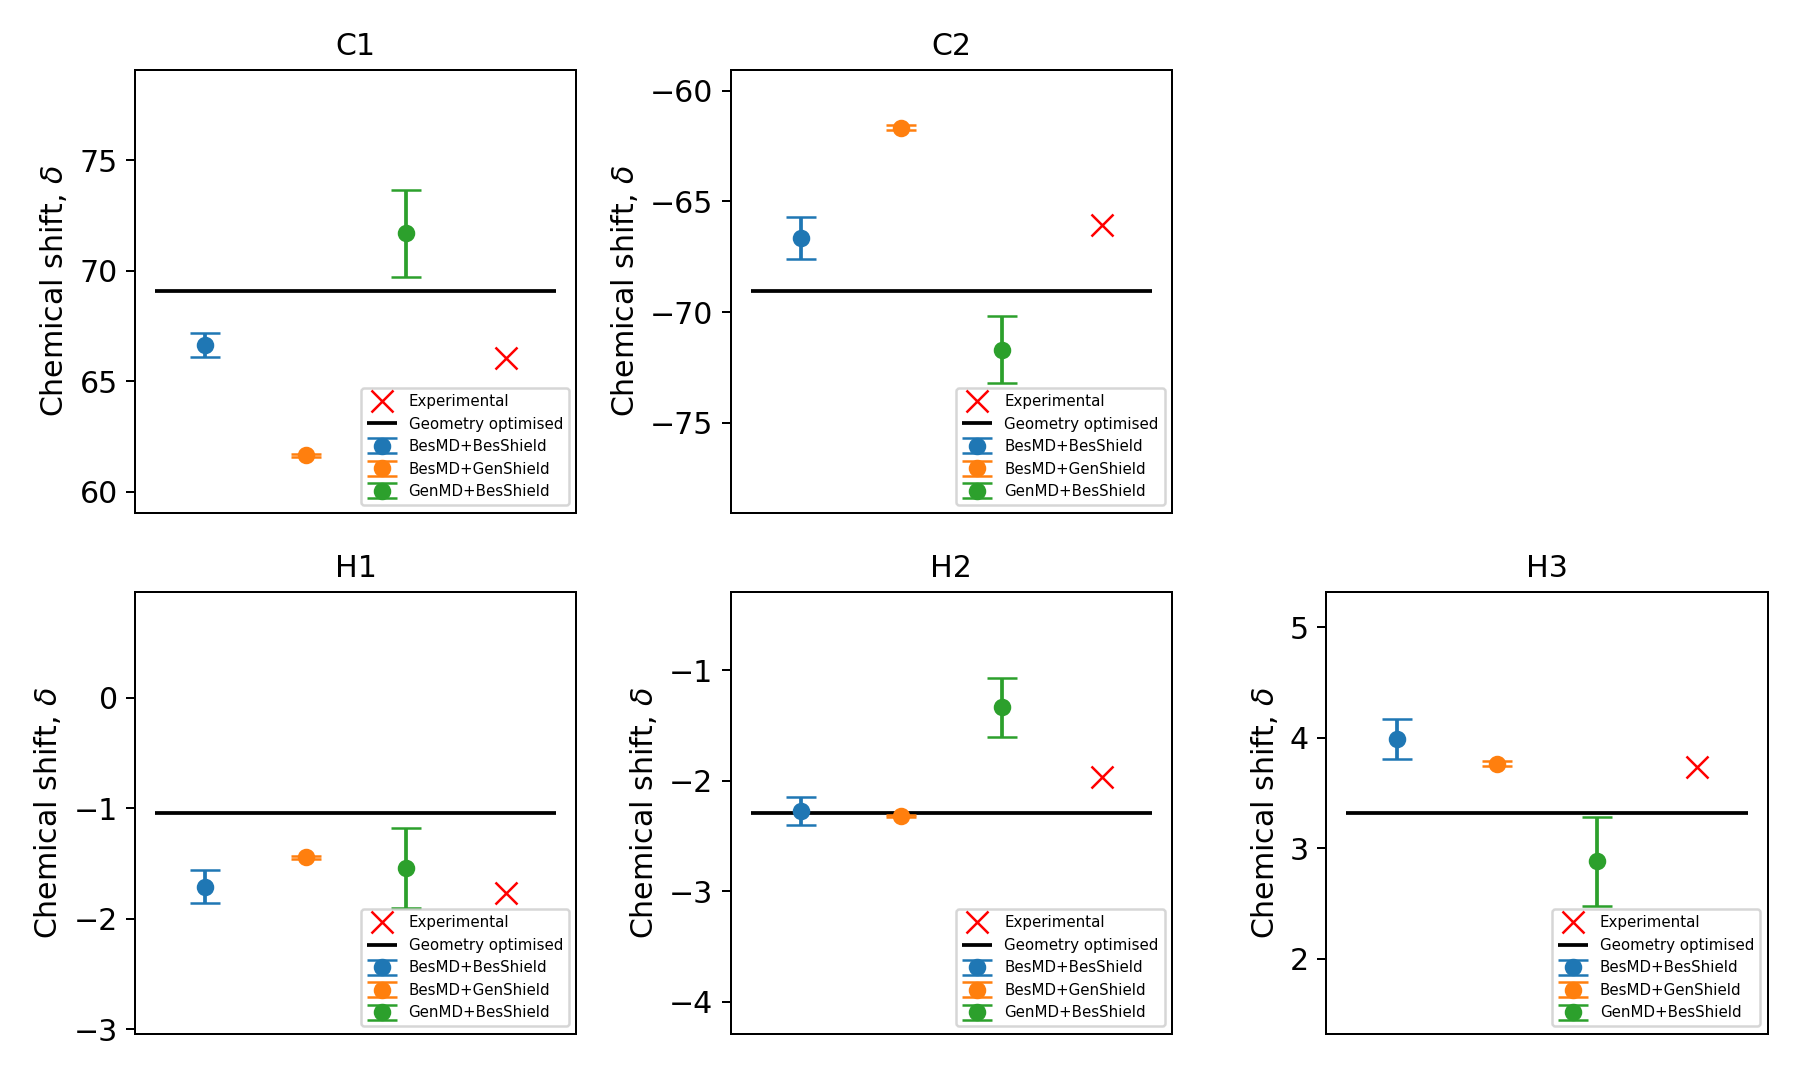 C1
Chemical shift, δ
75
70
65
60
Experimental
Geometry optimised
BesMD+BesShield
BesMD+GenShield
GenMD+BesShield
C2
Chemical shift, δ
−60
−65
−70
−75
Experimental
Geometry optimised
BesMD+BesShield
BesMD+GenShield
GenMD+BesShield
H1
Chemical shift, δ
0
−1
−2
−3
Experimental
Geometry optimised
BesMD+BesShield
BesMD+GenShield
GenMD+BesShield
H2
Chemical shift, δ
−1
−2
−3
−4
Experimental
Geometry optimised
BesMD+BesShield
BesMD+GenShield
GenMD+BesShield
H3
Chemical shift, δ
5
4
3
2
Experimental
Geometry optimised
BesMD+BesShield
BesMD+GenShield
GenMD+BesShield